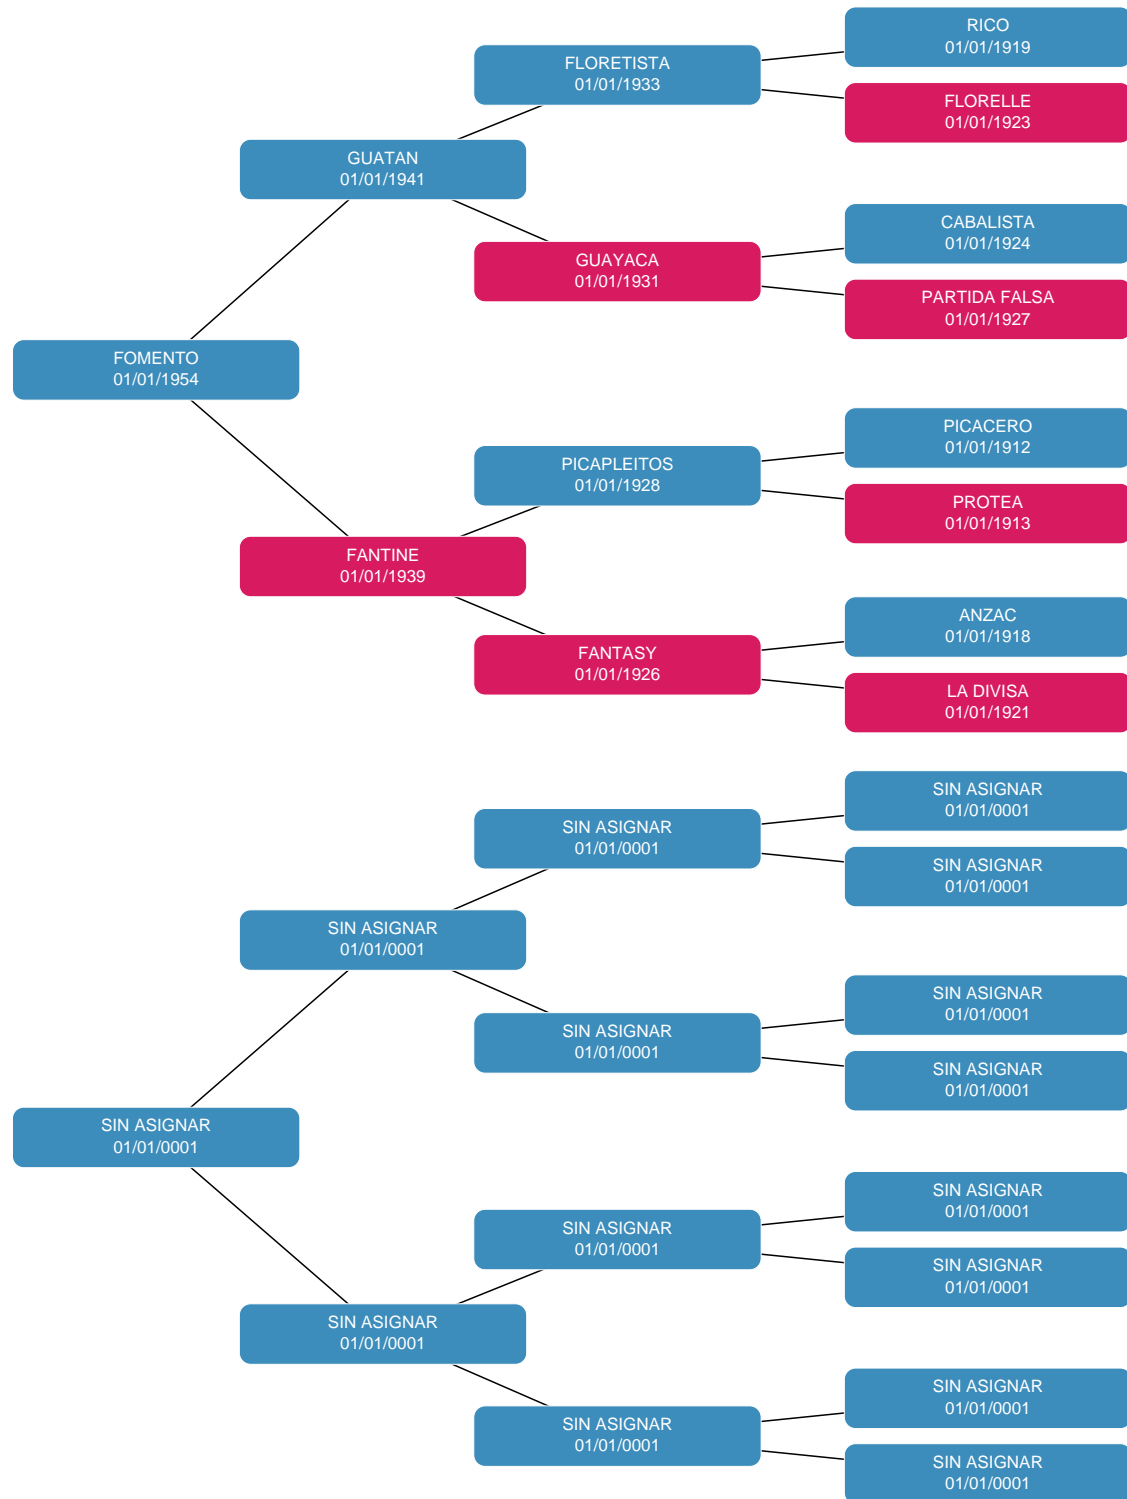 RICO
01/01/1919
FLORETISTA
01/01/1933
FLORELLE
01/01/1923
GUATAN
01/01/1941
CABALISTA
01/01/1924
GUAYACA
01/01/1931
PARTIDA FALSA
01/01/1927
FOMENTO
01/01/1954
PICACERO
01/01/1912
PICAPLEITOS
01/01/1928
PROTEA
01/01/1913
FANTINE
01/01/1939
ANZAC
01/01/1918
FANTASY
01/01/1926
LA DIVISA
01/01/1921
SIN ASIGNAR
01/01/0001
SIN ASIGNAR
01/01/0001
SIN ASIGNAR
01/01/0001
SIN ASIGNAR
01/01/0001
SIN ASIGNAR
01/01/0001
SIN ASIGNAR
01/01/0001
SIN ASIGNAR
01/01/0001
SIN ASIGNAR
01/01/0001
SIN ASIGNAR
01/01/0001
SIN ASIGNAR
01/01/0001
SIN ASIGNAR
01/01/0001
SIN ASIGNAR
01/01/0001
SIN ASIGNAR
01/01/0001
SIN ASIGNAR
01/01/0001
SIN ASIGNAR
01/01/0001